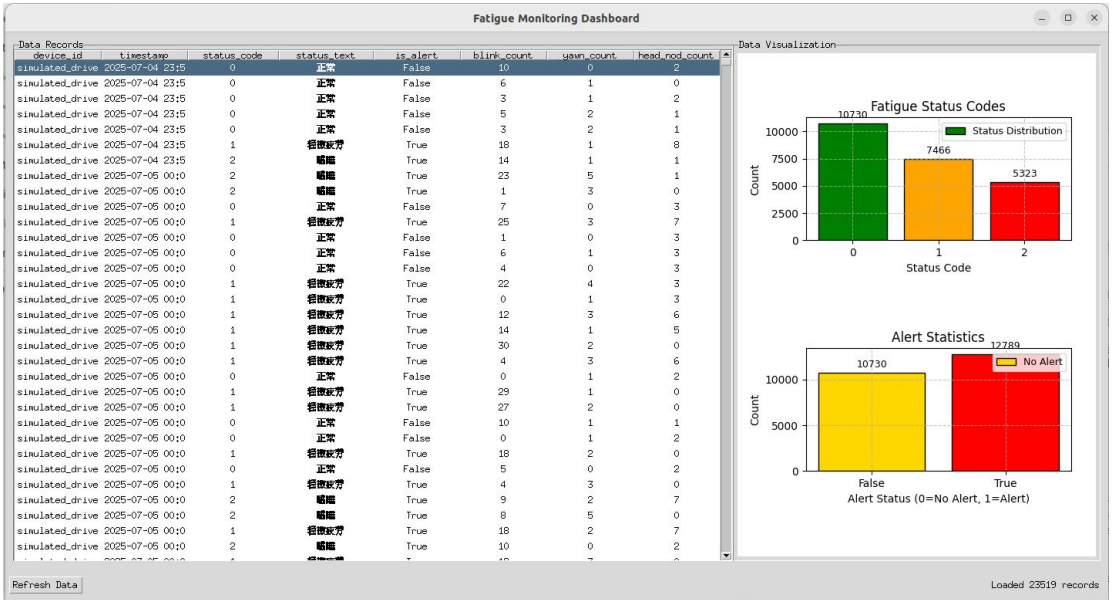 Fatigue Monitoring Dashboard
Data Records
device_id timestamp status_code status_text is_alert blink_count yawn_count head_nod_count
simulated_drive 2025-07-04 23:5 0 正常 False 10 0 2
simulated_drive 2025-07-04 23:5 0 正常 False 6 1 0
simulated_drive 2025-07-04 23:5 0 正常 False 3 1 2
simulated_drive 2025-07-04 23:5 0 正常 False 5 2 1
simulated_drive 2025-07-04 23:5 0 正常 False 3 2 1
simulated_drive 2025-07-04 23:5 1 轻微疲劳 True 18 1 8
simulated_drive 2025-07-04 23:5 2 瞌睡 True 14 1 1
simulated_drive 2025-07-05 00:0 2 瞌睡 True 23 5 1
simulated_drive 2025-07-05 00:0 2 瞌睡 True 1 3 0
simulated_drive 2025-07-05 00:0 0 正常 False 7 0 3
simulated_drive 2025-07-05 00:0 1 轻微疲劳 True 25 3 7
simulated_drive 2025-07-05 00:0 0 正常 False 1 0 3
simulated_drive 2025-07-05 00:0 0 正常 False 6 1 3
simulated_drive 2025-07-05 00:0 0 正常 False 4 0 3
simulated_drive 2025-07-05 00:0 1 轻微疲劳 True 22 4 3
simulated_drive 2025-07-05 00:0 1 轻微疲劳 True 0 1 3
simulated_drive 2025-07-05 00:0 1 轻微疲劳 True 12 3 6
simulated_drive 2025-07-05 00:0 1 轻微疲劳 True 14 1 5
simulated_drive 2025-07-05 00:0 1 轻微疲劳 True 30 2 0
simulated_drive 2025-07-05 00:0 1 轻微疲劳 True 4 3 6
simulated_drive 2025-07-05 00:0 0 正常 False 0 1 2
simulated_drive 2025-07-05 00:0 1 轻微疲劳 True 29 1 0
simulated_drive 2025-07-05 00:0 1 轻微疲劳 True 27 2 0
simulated_drive 2025-07-05 00:0 0 正常 False 10 1 1
simulated_drive 2025-07-05 00:0 0 正常 False 0 1 2
simulated_drive 2025-07-05 00:0 1 轻微疲劳 True 18 2 0
simulated_drive 2025-07-05 00:0 0 正常 False 5 0 2
simulated_drive 2025-07-05 00:0 1 轻微疲劳 True 4 3 0
simulated_drive 2025-07-05 00:0 2 瞌睡 True 9 2 7
simulated_drive 2025-07-05 00:0 2 瞌睡 True 8 5 0
simulated_drive 2025-07-05 00:0 1 轻微疲劳 True 18 2 7
simulated_drive 2025-07-05 00:0 2 瞌睡 True 10 0 2
Data Visualization
Fatigue Status Codes
10730
Status Distribution
10000
7466
7500
5323
5000
2500
0
Count
0 1 2
Status Code
Alert Statistics
12789
No Alert
10730
10000
5000
0
Count
False True
Alert Status (0=No Alert, 1=Alert)
Refresh Data
Loaded 23519 records